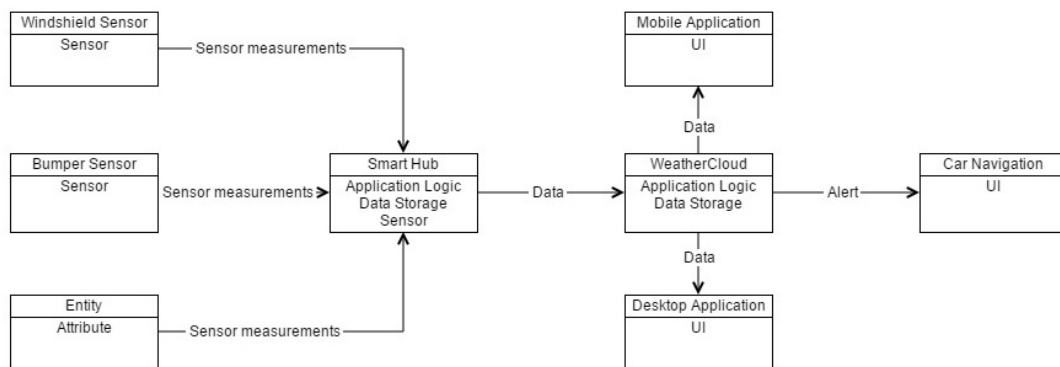 Windshield Sensor
Sensor
Sensor measurements
Mobile Application
UI
Data
Bumper Sensor
Sensor
Sensor measurements
Smart Hub
Application Logic
Data Storage
Sensor
Data
WeatherCloud
Application Logic
Data Storage
Alert
Car Navigation
UI
Data
Entity
Attribute
Sensor measurements
Desktop Application
UI